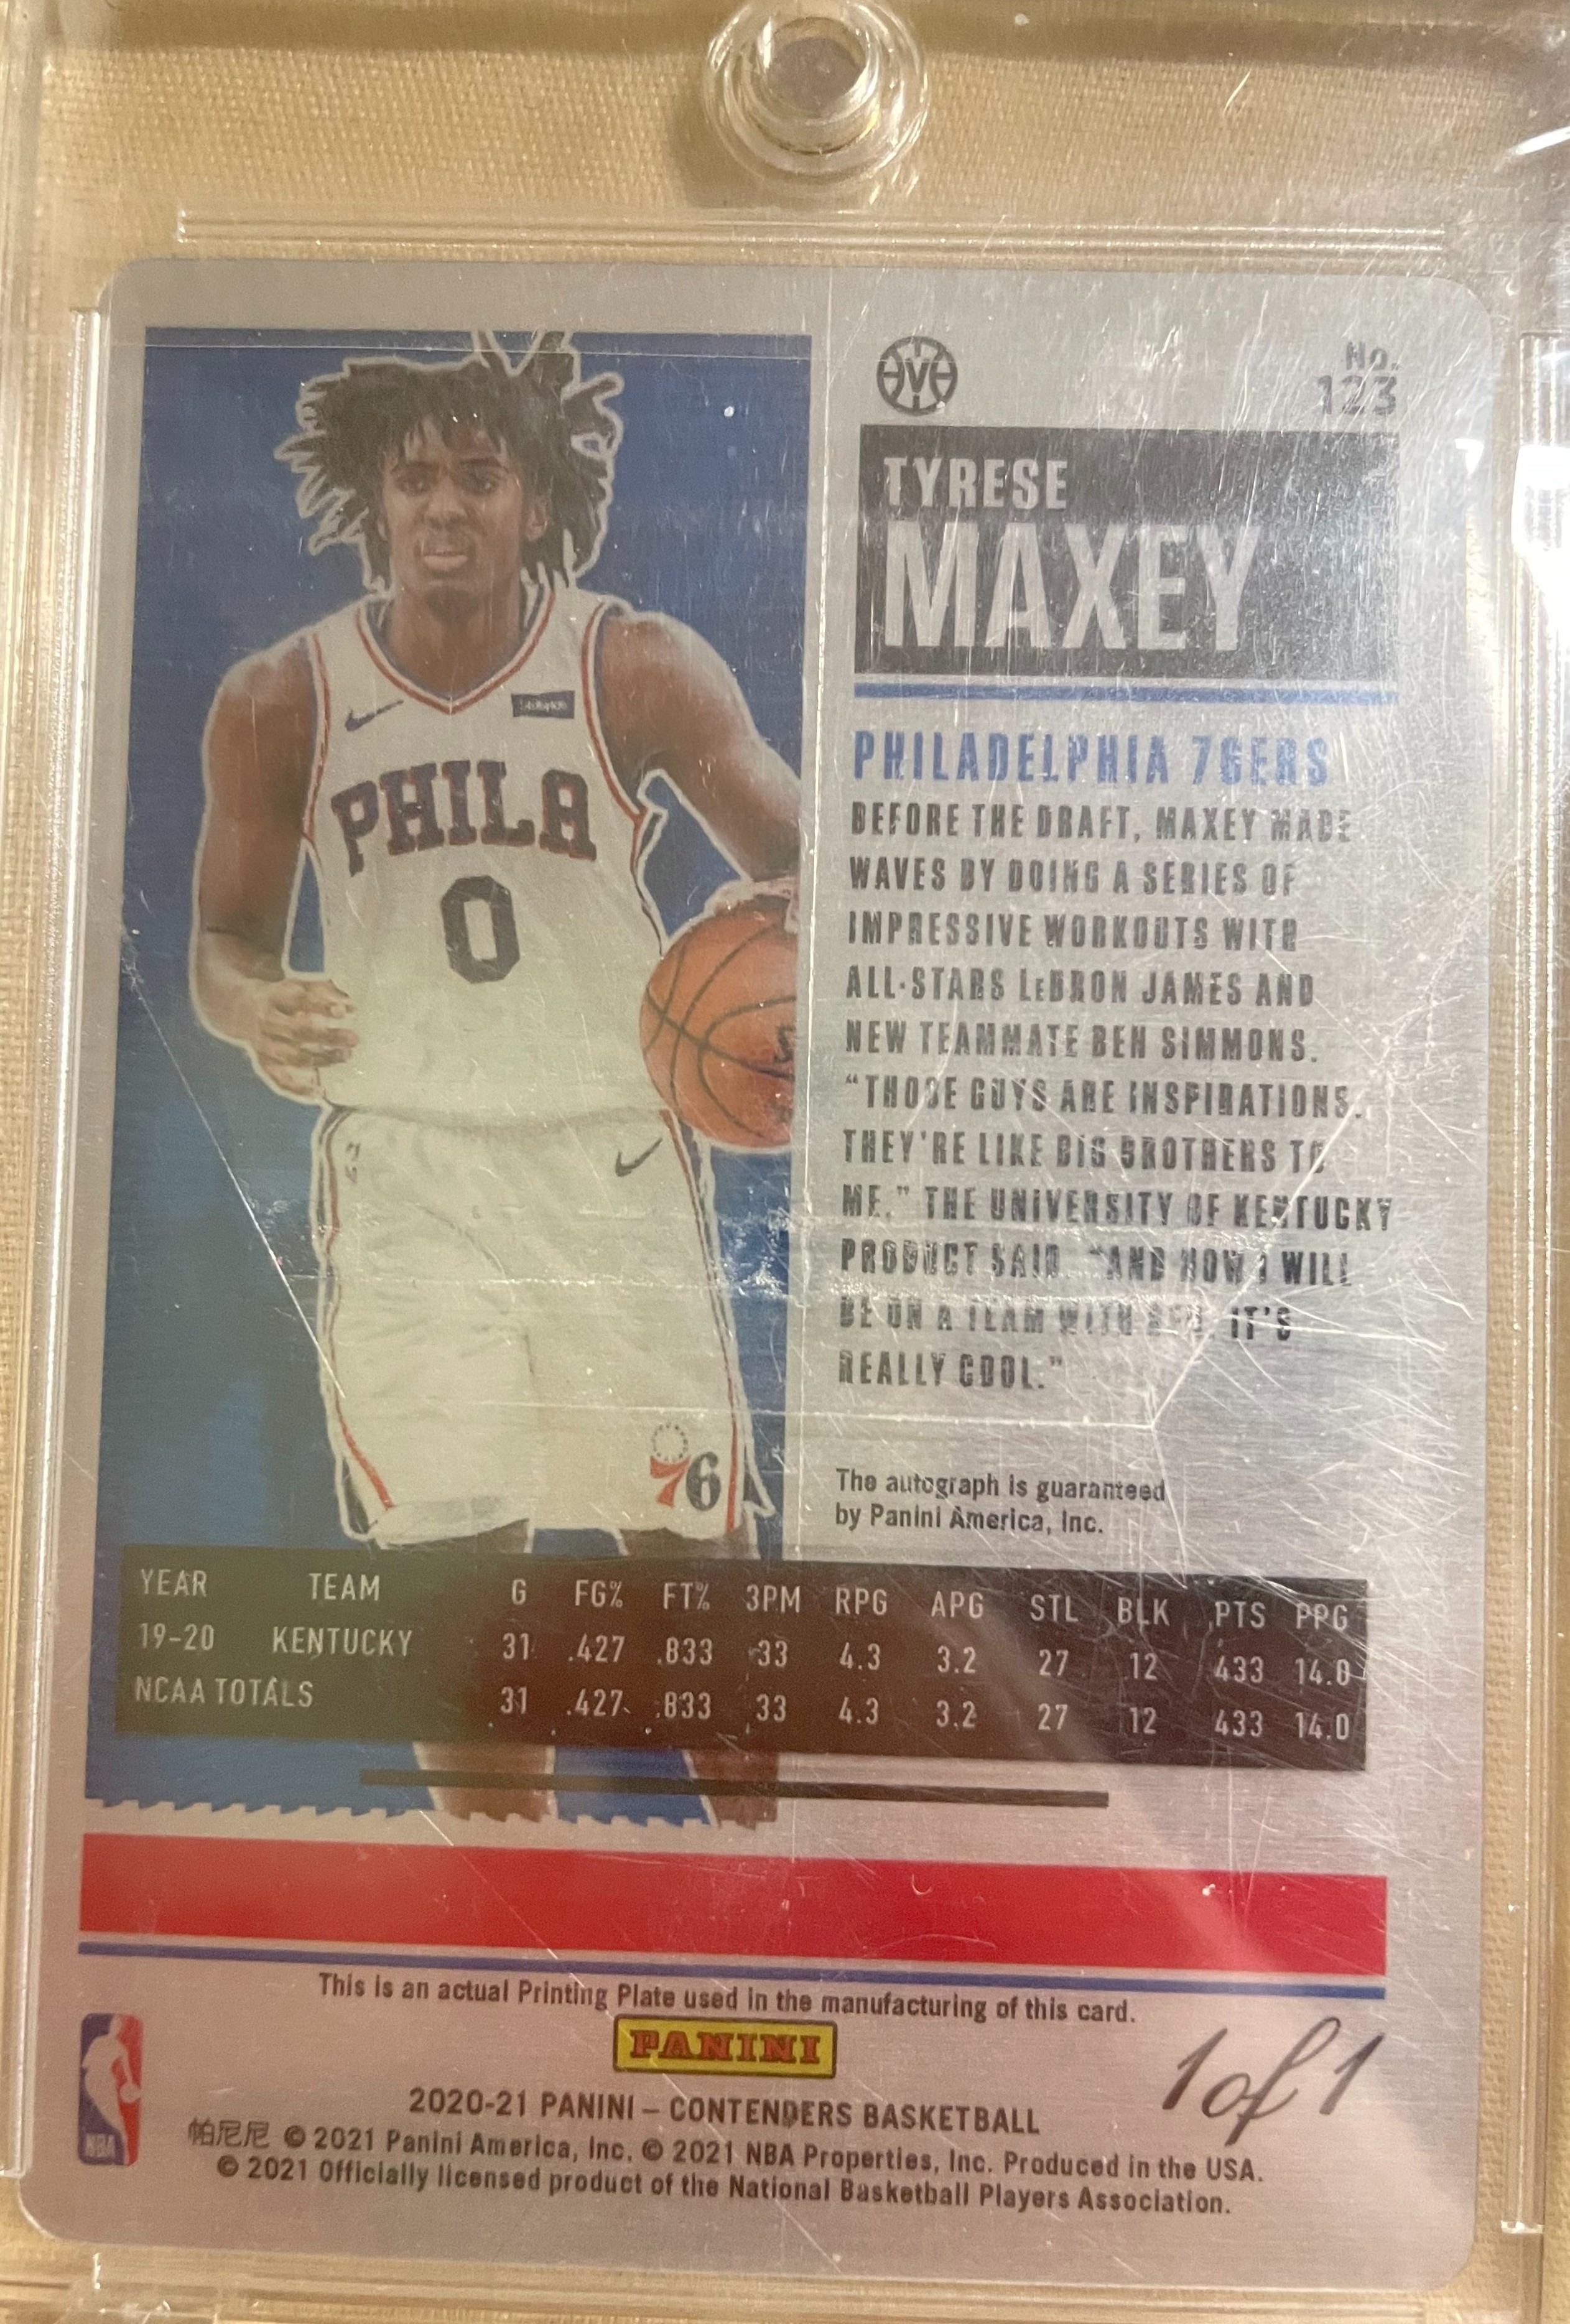 No.
123
TYRESE
MAXEY
PHILADELPHIA 76ERS
BEFORE THE DRAFT, MAXEY MADE
WAVES BY DOING A SERIES OF
IMPRESSIVE WORKOUTS WITH
ALL-STARS LeBRON JAMES AND
NEW TEAMMATE BEN SIMMONS.
“THOSE GUYS ARE INSPIRATIONS.
THEY'RE LIKE BIG BROTHERS TO
ME,” THE UNIVERSITY OF KENTUCKY
PRODUCT SAID. “AND NOW I WILL
BE ON A TEAM WITH BEN. IT'S
REALLY COOL.”
PHILA
0
76
The autograph is guaranteed
by Panini America, Inc.
YEAR TEAM G FG% FT% 3PM RPG APG STL BLK PTS PPG
19-20 KENTUCKY 31 .427 .833 33 4.3 3.2 27 12 433 14.0
NCAA TOTALS 31 .427 .833 33 4.3 3.2 27 12 433 14.0
This is an actual Printing Plate used in the manufacturing of this card.
PANINI
1 of 1
NBA
2020-21 PANINI – CONTENDERS BASKETBALL
帕尼尼 © 2021 Panini America, Inc. © 2021 NBA Properties, Inc. Produced in the USA.
© 2021 Officially licensed product of the National Basketball Players Association.